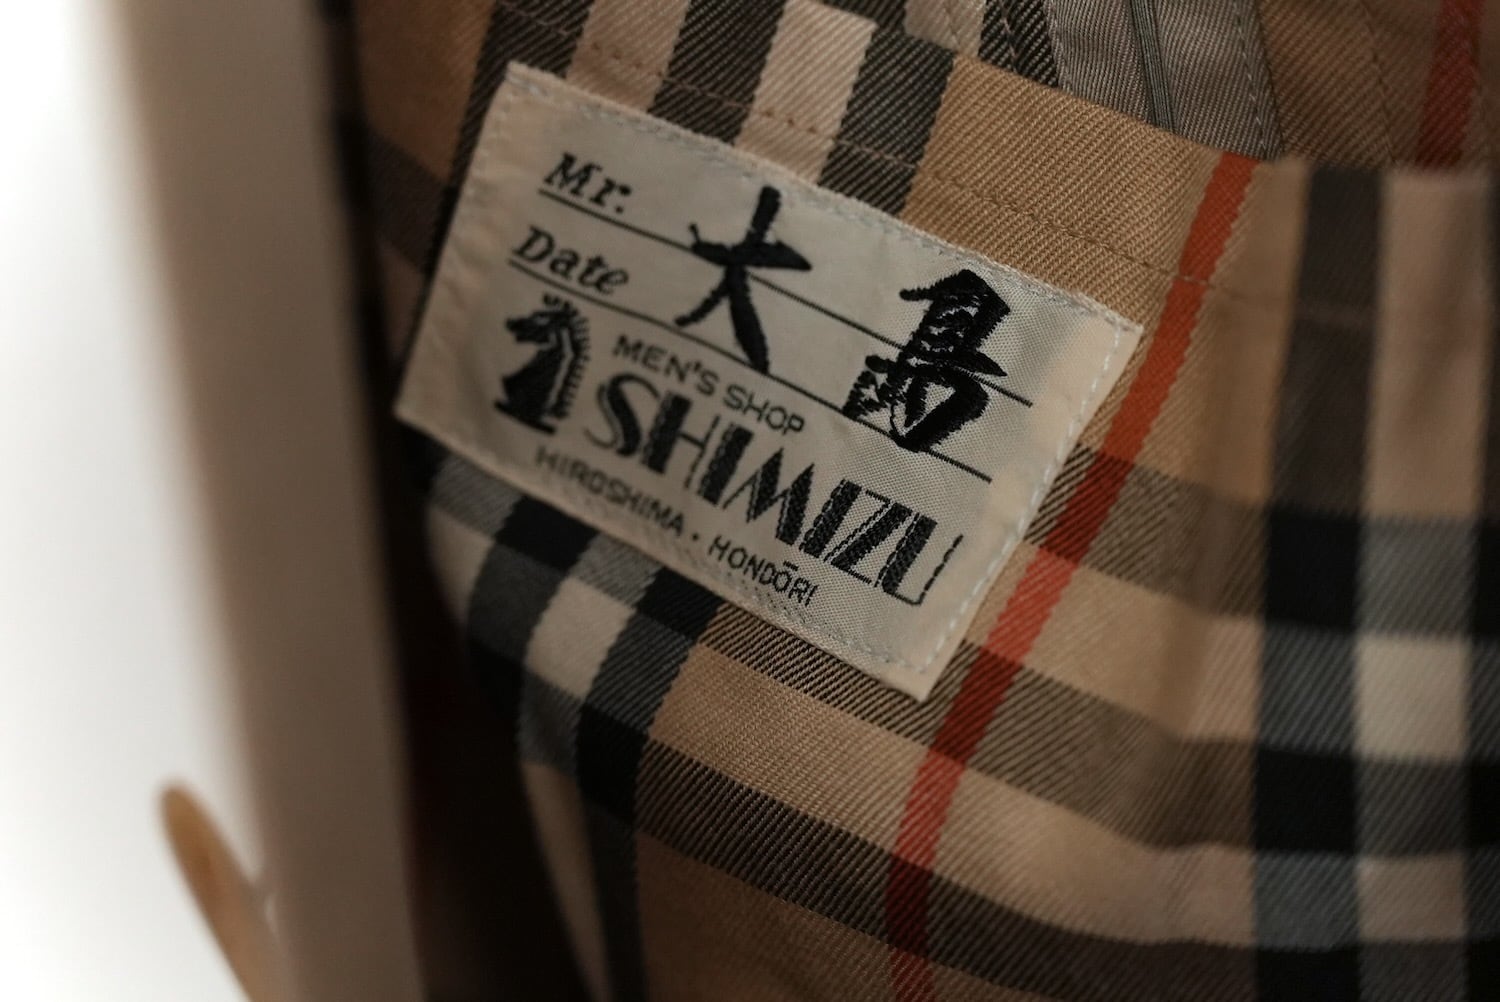 Mr. 大島
Date
MEN'S SHOP
SHIMIZU
HIROSHIMA・HONDŌRI